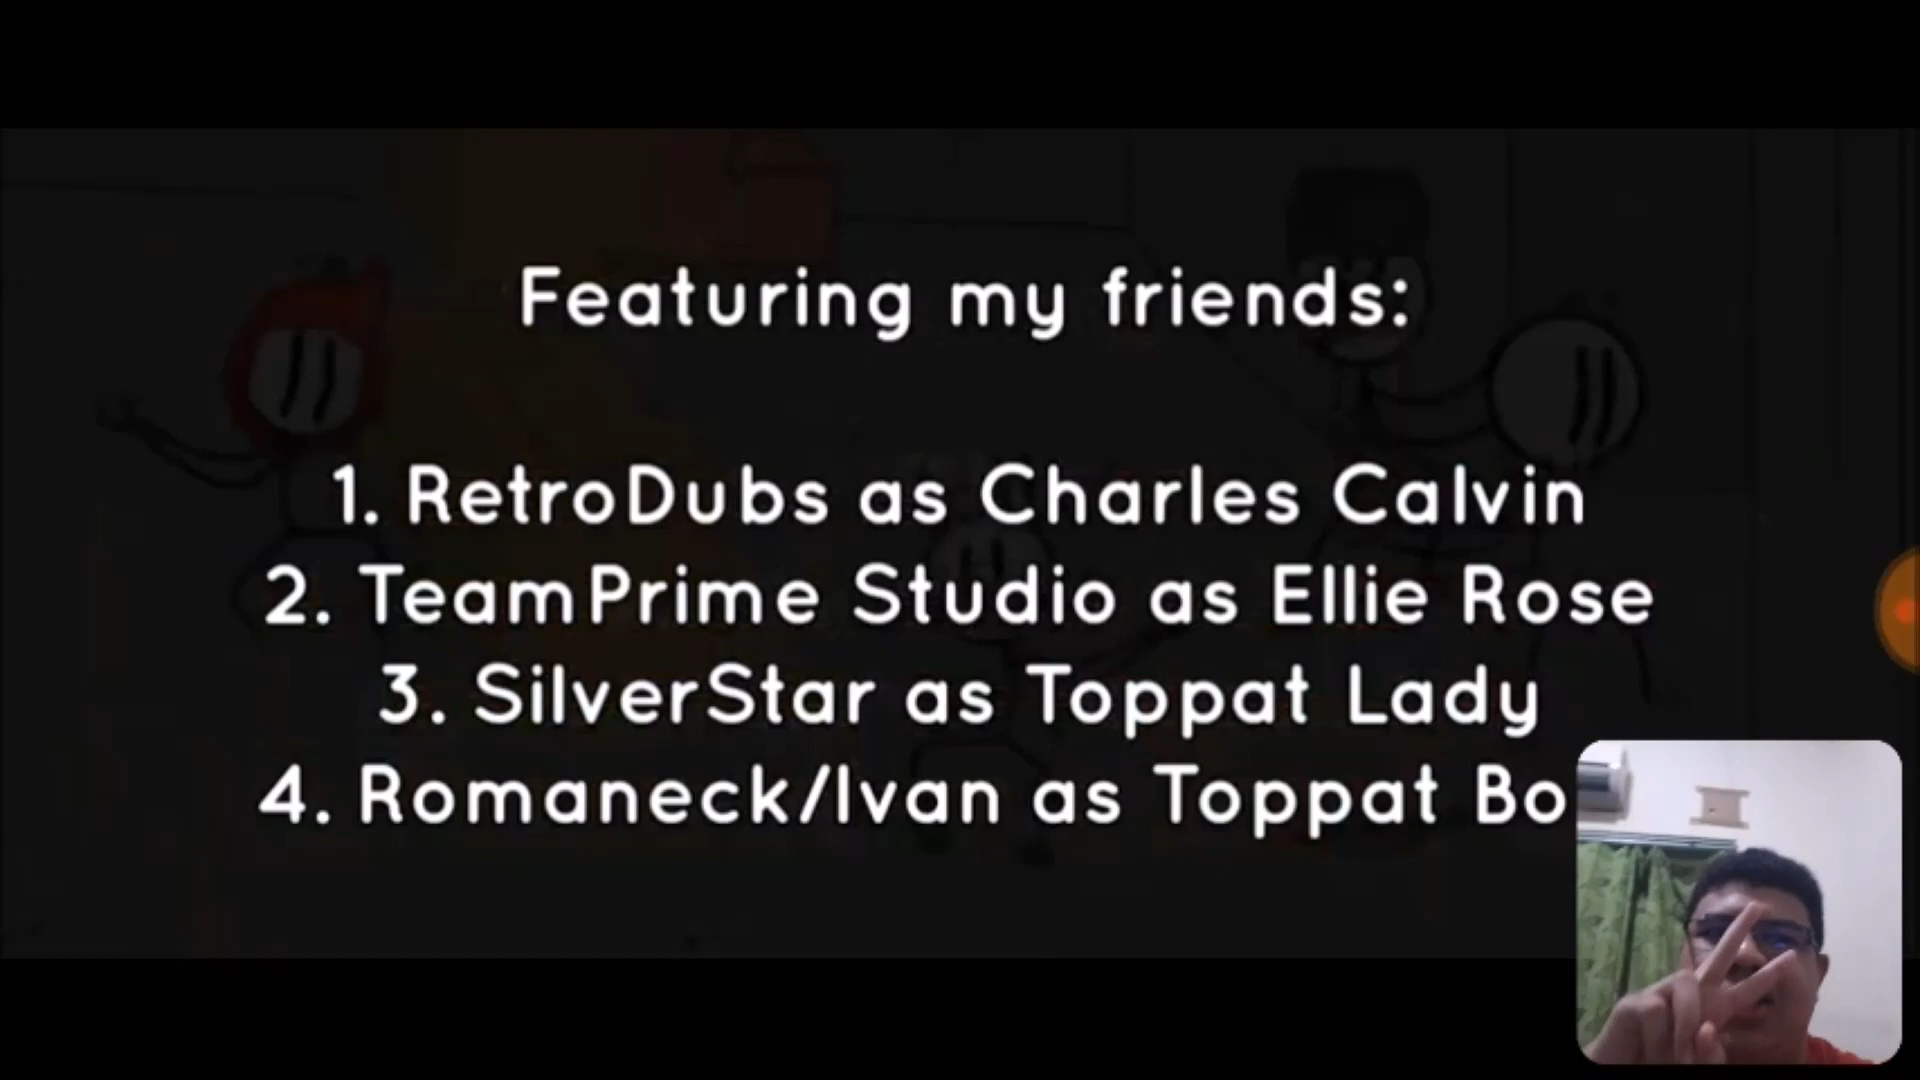 Featuring my friends:
1. RetroDubs as Charles Calvin
2. TeamPrime Studio as Ellie Rose
3. SilverStar as Toppat Lady
4. Romaneck/Ivan as Toppat